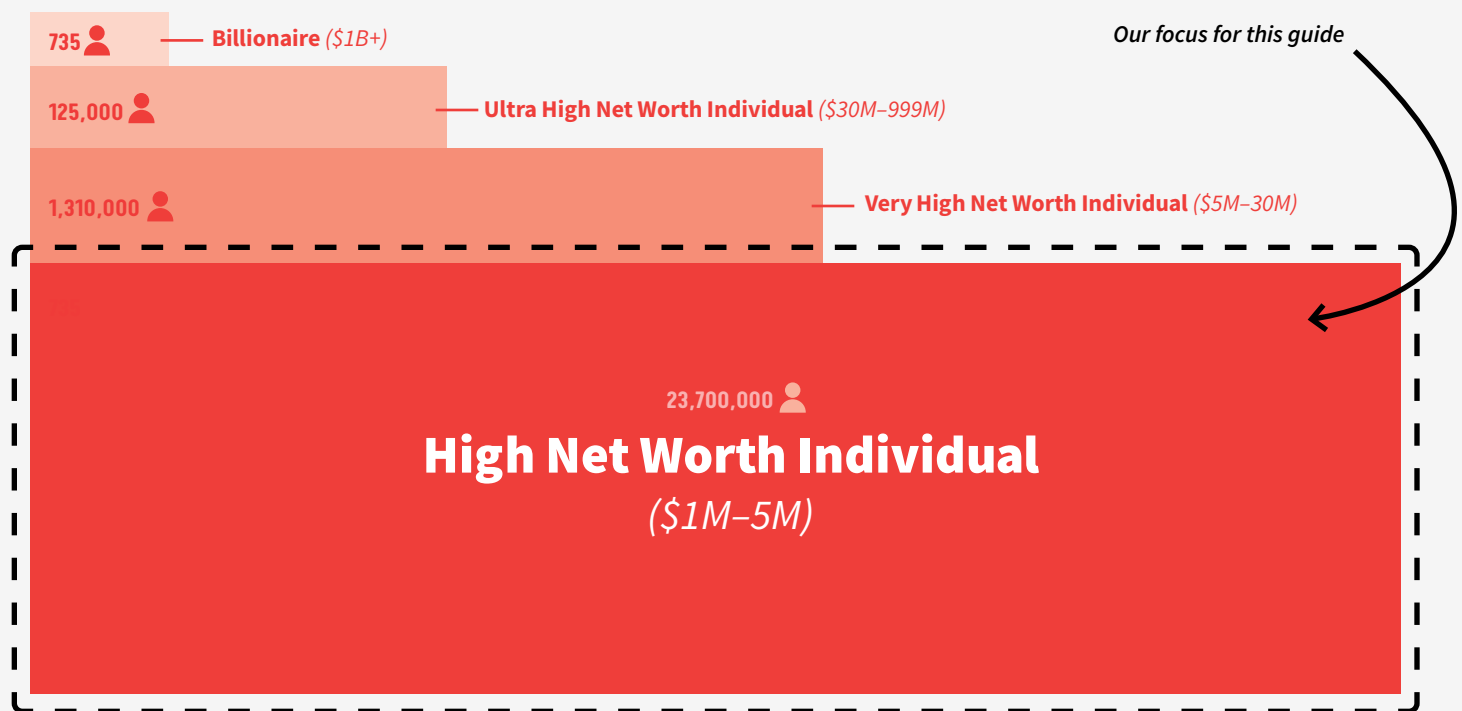 735 Billionaire ($1B+)
Our focus for this guide
125,000 Ultra High Net Worth Individual ($30M–999M)
1,310,000 Very High Net Worth Individual ($5M–30M)
23,700,000
High Net Worth Individual
($1M–5M)